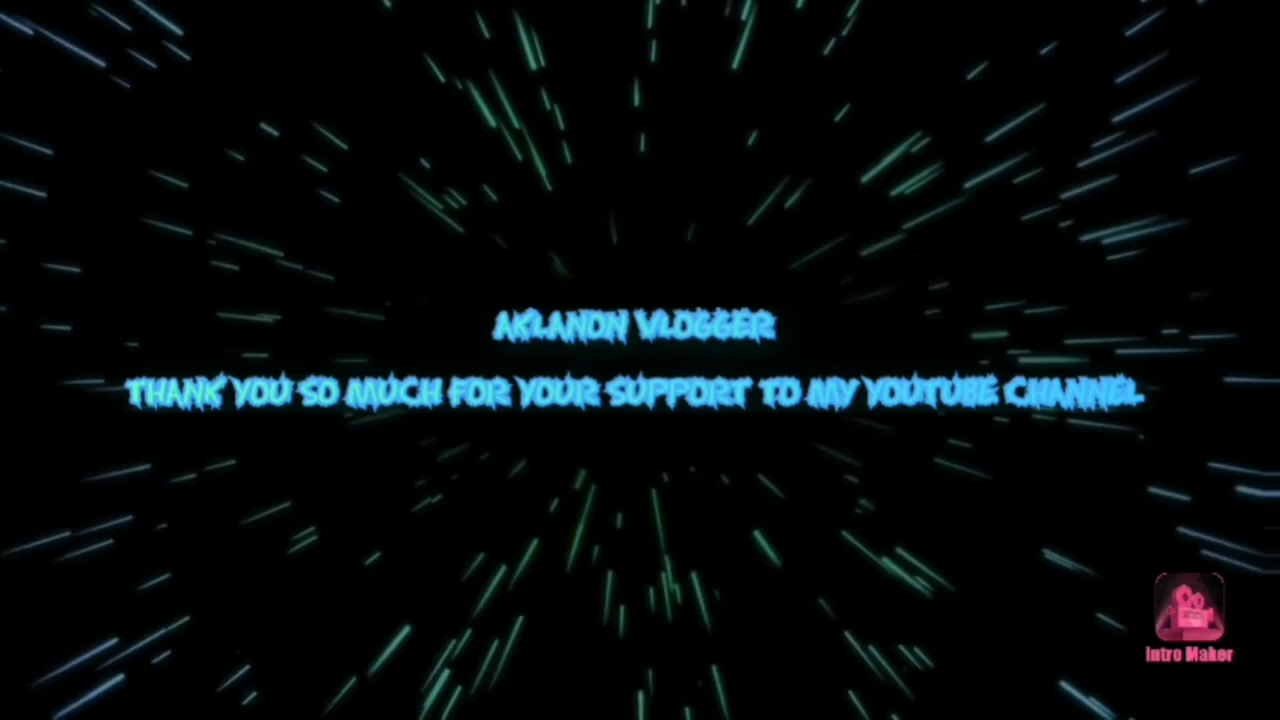 AKLANON VLOGGER
THANK YOU SO MUCH FOR YOUR SUPPORT TO MY YOUTUBE CHANNEL
Intro Maker